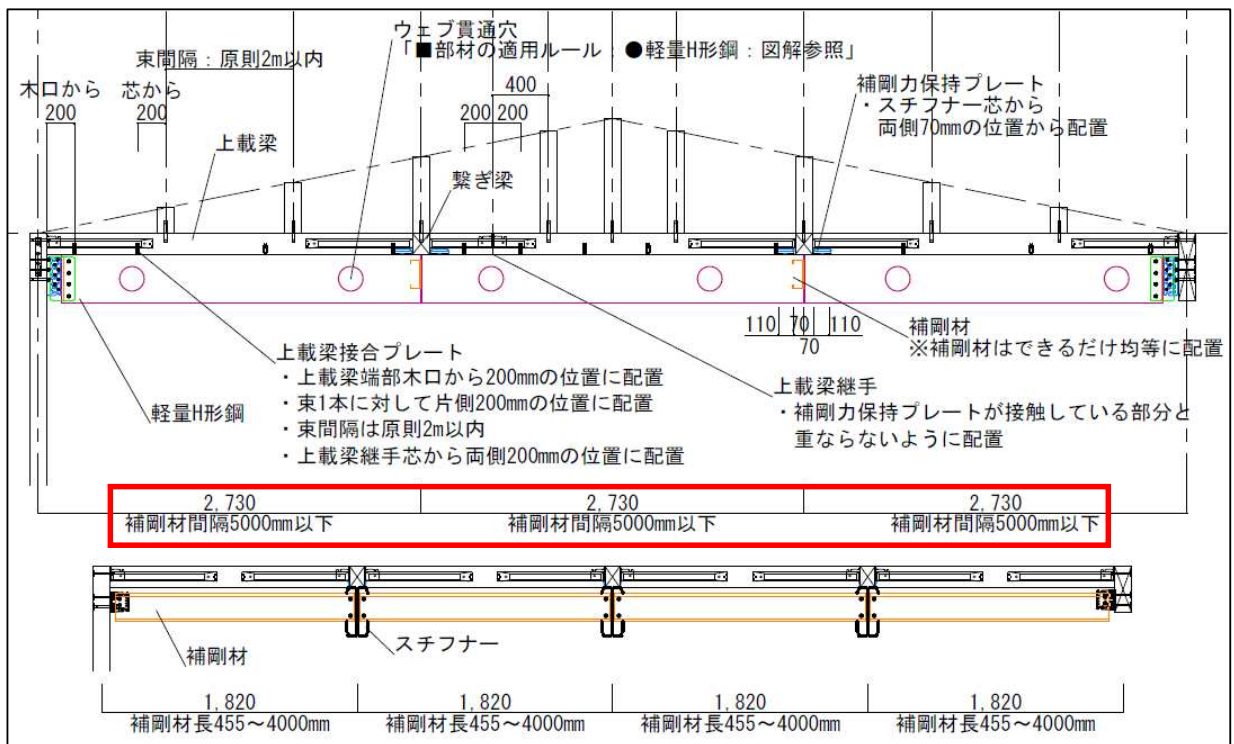 ウェブ貫通穴
「■部材の適用ルール：●軽量H形鋼：図解参照」
束間隔：原則2m以内
木口から
200
芯から
200
400
200
200
補剛力保持プレート
・スチフナー芯から
両側70mmの位置から配置
上載梁
繋ぎ梁
110
70
110
70
補剛材
※補剛材はできるだけ均等に配置
上載梁接合プレート
・上載梁端部木口から200mmの位置に配置
・束1本に対して片側200mmの位置に配置
・束間隔は原則2m以内
・上載梁継手芯から両側200mmの位置に配置
軽量H形鋼
上載梁継手
・補剛力保持プレートが接触している部分と
重ならないように配置
2,730
補剛材間隔5000mm以下
2,730
補剛材間隔5000mm以下
2,730
補剛材間隔5000mm以下
補剛材
スチフナー
1,820
補剛材長455～4000mm
1,820
補剛材長455～4000mm
1,820
補剛材長455～4000mm
1,820
補剛材長455～4000mm